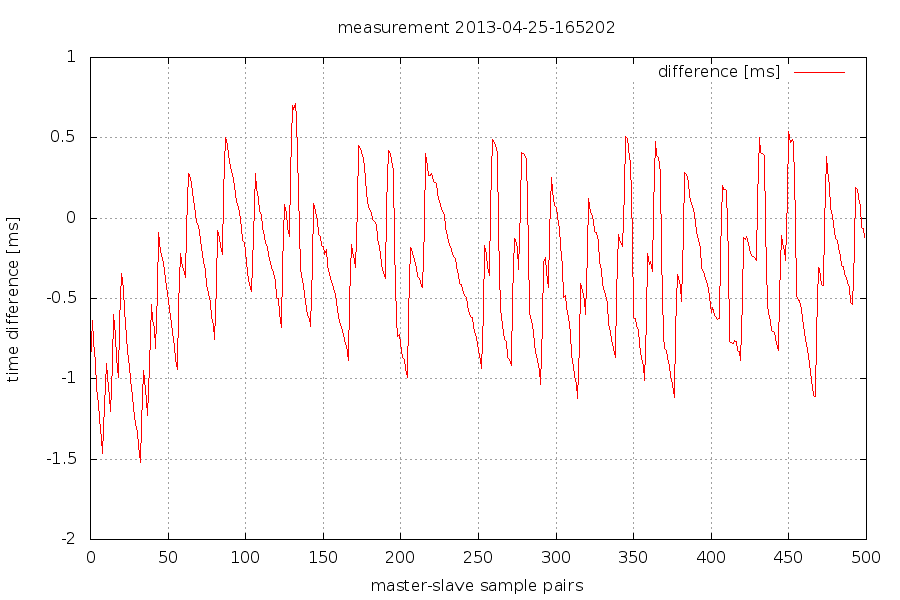 measurement 2013-04-25-165202
difference [ms]
time difference [ms]
1
0.5
0
-0.5
-1
-1.5
-2
0 50 100 150 200 250 300 350 400 450 500
master-slave sample pairs